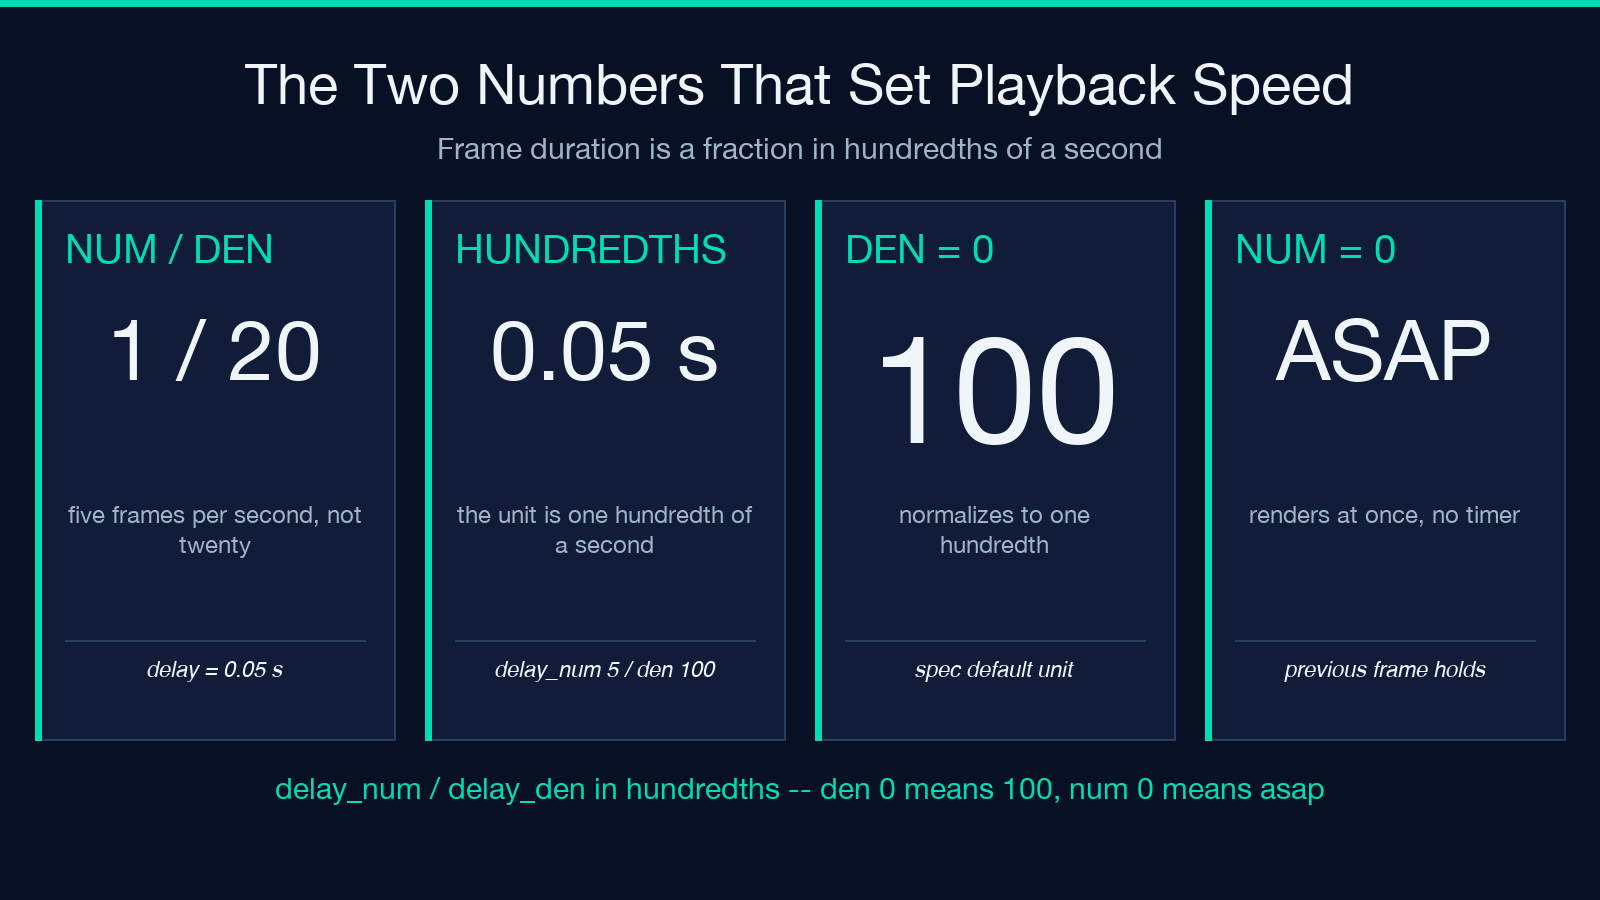 The Two Numbers That Set Playback Speed
Frame duration is a fraction in hundredths of a second
NUM / DEN
1 / 20
five frames per second, not
twenty
delay = 0.05 s
HUNDREDTHS
0.05 s
the unit is one hundredth of
a second
delay_num 5 / den 100
DEN = 0
100
normalizes to one
hundredth
spec default unit
NUM = 0
ASAP
renders at once, no timer
previous frame holds
delay_num / delay_den in hundredths -- den 0 means 100, num 0 means asap